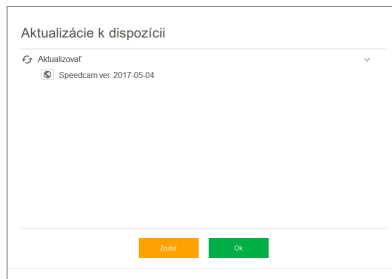 Aktualizácie k dispozícii
Aktualizovať
Speedcam ver. 2017-05-04
Zrušiť Ok